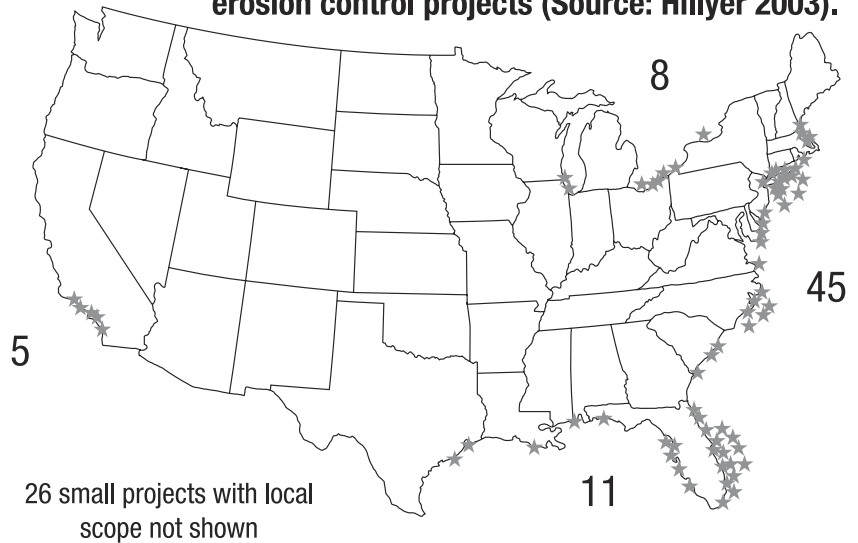 erosion control projects (Source: Hillyer 2003).
8
45
5
11
26 small projects with local
scope not shown